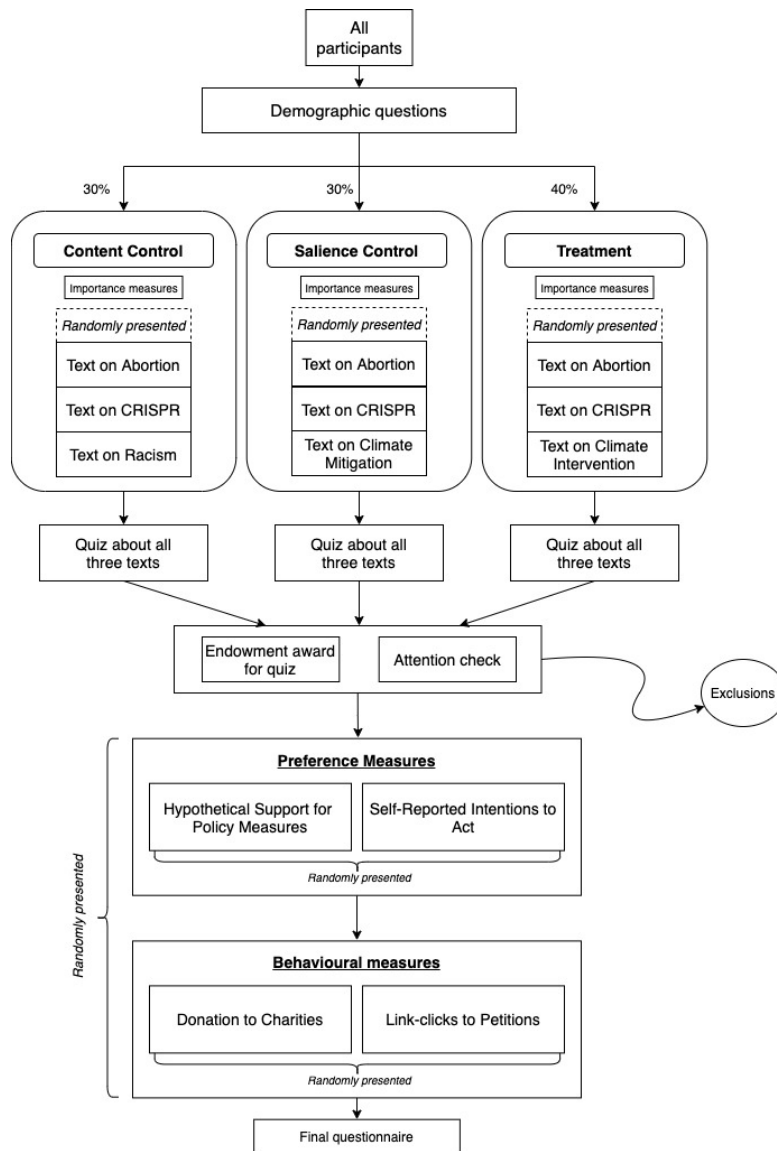 All
participants
Demographic questions
30%
30%
40%
Content Control
Importance measures
Randomly presented
Text on Abortion
Text on CRISPR
Text on Racism
Salience Control
Importance measures
Randomly presented
Text on Abortion
Text on CRISPR
Text on Climate
Mitigation
Treatment
Importance measures
Randomly presented
Text on Abortion
Text on CRISPR
Text on Climate
Intervention
Quiz about all
three texts
Quiz about all
three texts
Quiz about all
three texts
Endowment award
for quiz
Attention check
Exclusions
Randomly presented
Preference Measures
Hypothetical Support for
Policy Measures
Self-Reported Intentions to
Act
Randomly presented
Behavioural measures
Donation to Charities
Link-clicks to Petitions
Randomly presented
Final questionnaire